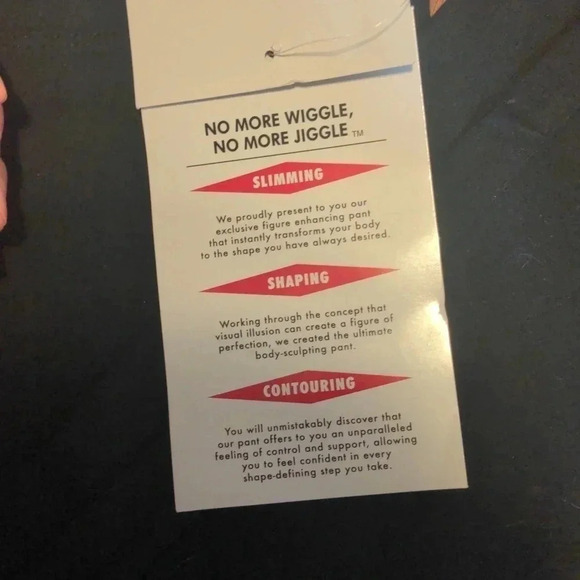 NO MORE WIGGLE,
NO MORE JIGGLE TM
SLIMMING
We proudly present to you our
exclusive figure enhancing pant
that instantly transforms your body
to the shape you have always desired.
SHAPING
Working through the concept that
visual illusion can create a figure of
perfection, we created the ultimate
body-sculpting pant.
CONTOURING
You will unmistakably discover that
our pant offers to you an unparalleled
feeling of control and support, allowing
you to feel confident in every
shape-defining step you take.